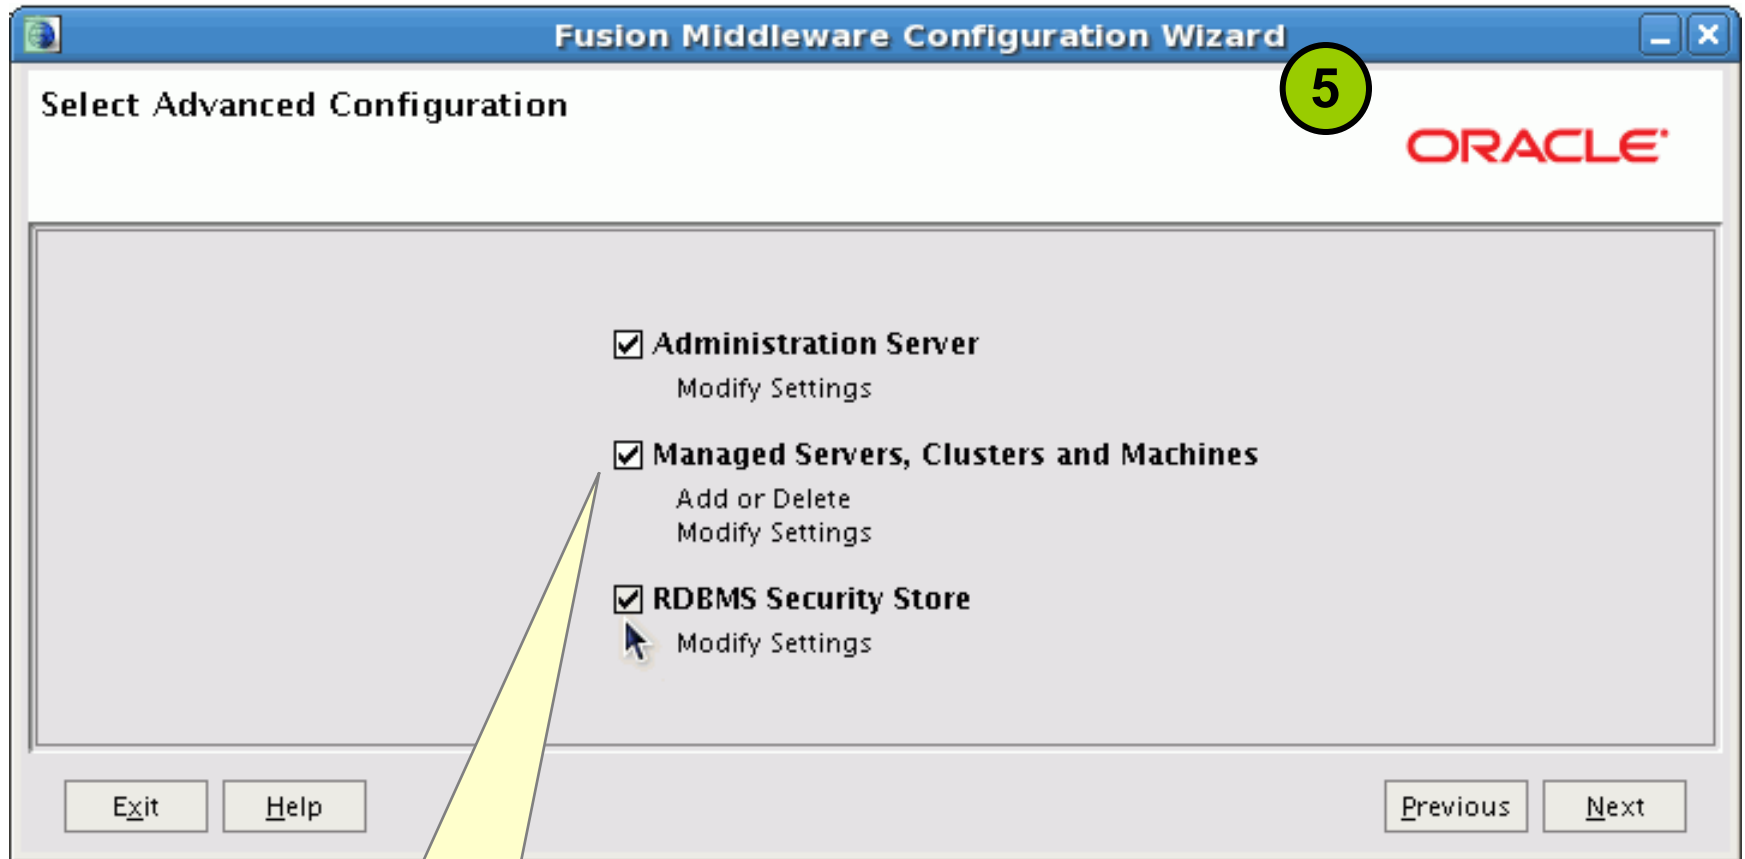 Fusion Middleware Configuration Wizard
5
Select Advanced Configuration
ORACLE
Administration Server
Modify Settings
Managed Servers, Clusters and Machines
Add or Delete
Modify Settings
RDBMS Security Store
Modify Settings
Exit Help Previous Next